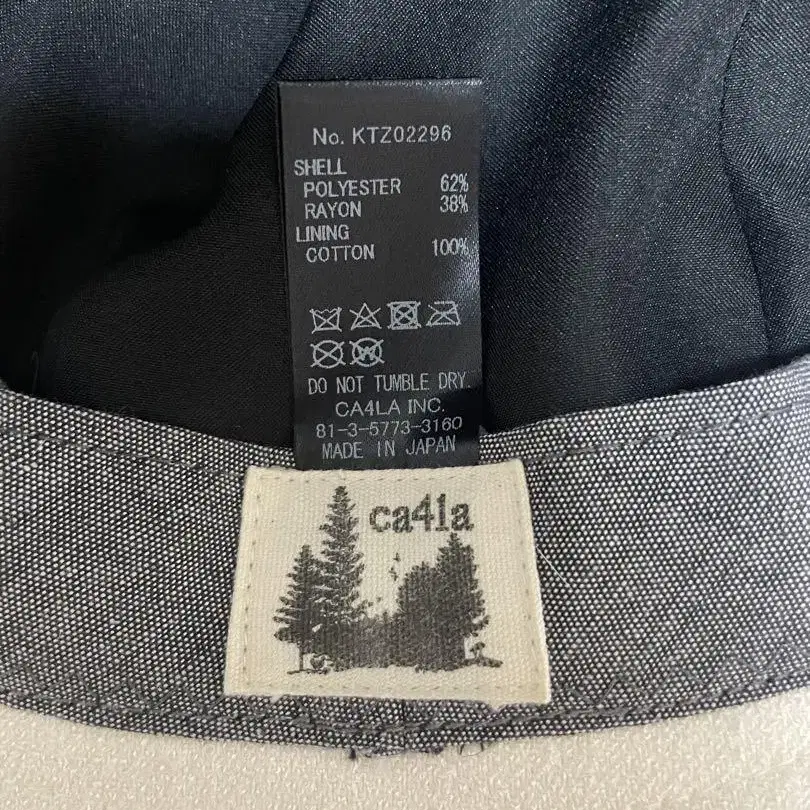 No. KTZ02296
SHELL
POLYESTER 62%
RAYON 38%
LINING
COTTON 100%
DO NOT TUMBLE DRY.
CA4LA INC.
81-3-5773-3160
MADE IN JAPAN
ca4la